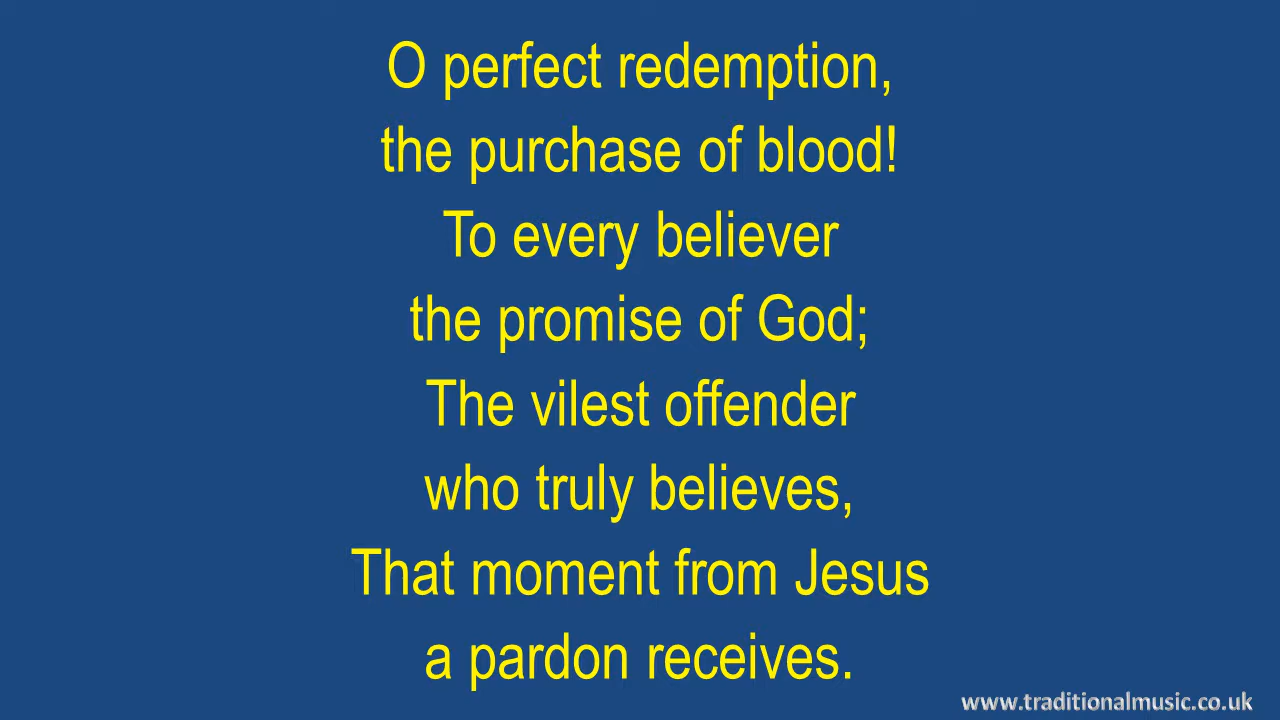 O perfect redemption,
the purchase of blood!
To every believer
the promise of God;
The vilest offender
who truly believes,
That moment from Jesus
a pardon receives.
www.traditionalmusic.co.uk